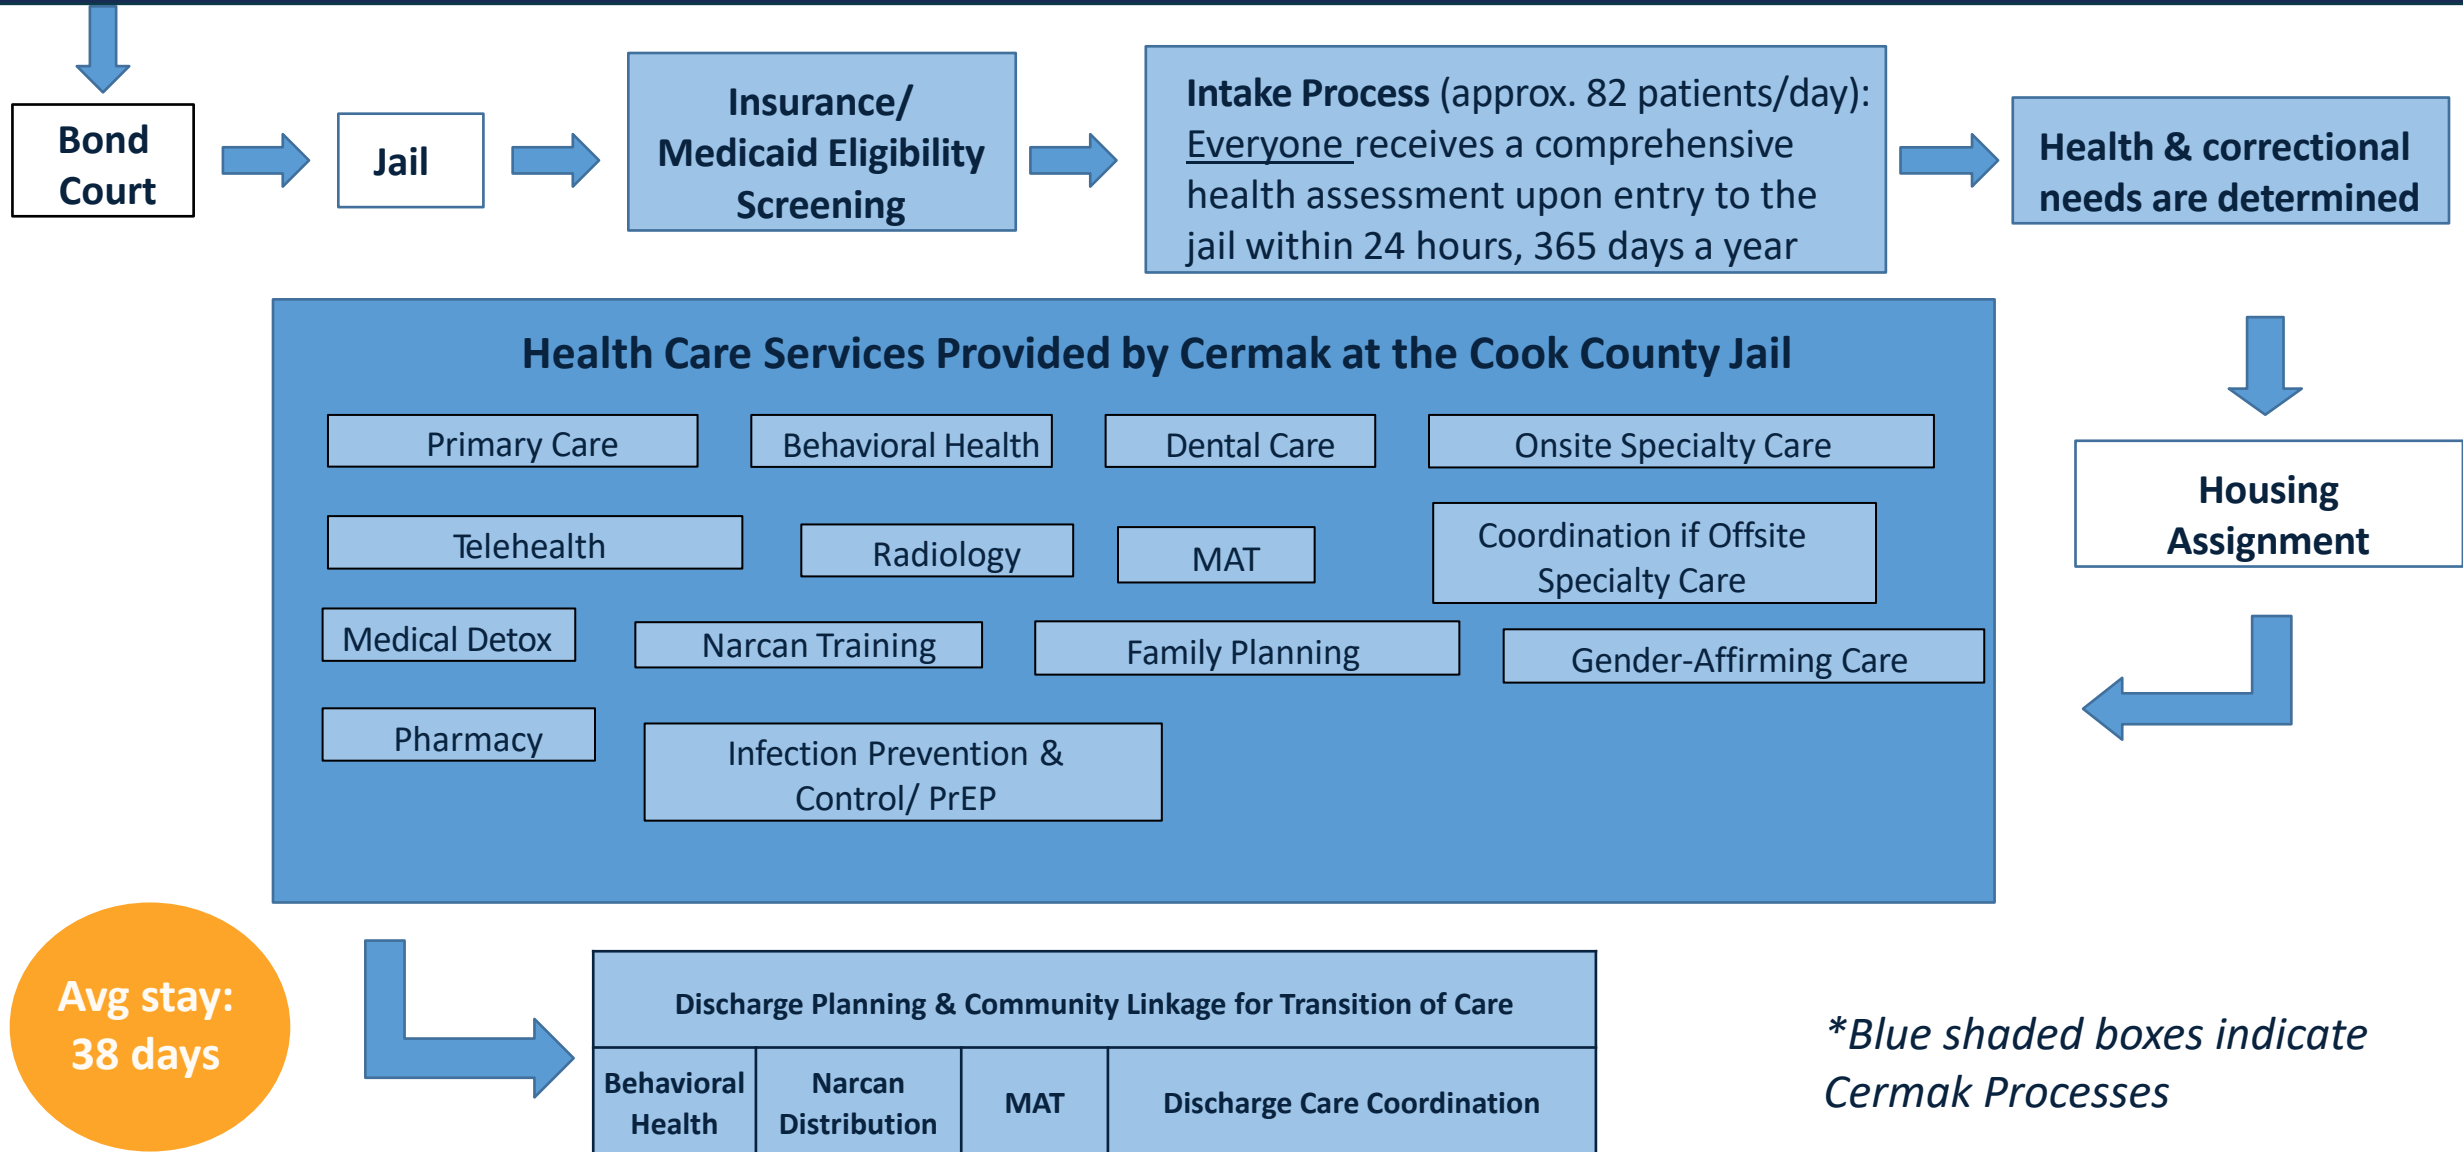 Bond
Court
Jail
Insurance/
Medicaid Eligibility
Screening
Intake Process (approx. 82 patients/day):
Everyone receives a comprehensive
health assessment upon entry to the
jail within 24 hours, 365 days a year
Health & correctional
needs are determined
Housing
Assignment
Health Care Services Provided by Cermak at the Cook County Jail
Primary Care
Behavioral Health
Dental Care
Onsite Specialty Care
Telehealth
Radiology
MAT
Coordination if Offsite
Specialty Care
Medical Detox
Narcan Training
Family Planning
Gender-Affirming Care
Pharmacy
Infection Prevention &
Control/ PrEP
Avg stay:
38 days
Discharge Planning & Community Linkage for Transition of Care
Behavioral
Health
Narcan
Distribution
MAT
Discharge Care Coordination
*Blue shaded boxes indicate
Cermak Processes